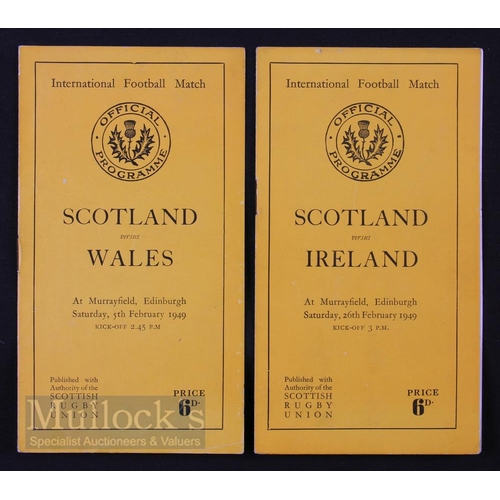 International Football Match
OFFICIAL PROGRAMME
SCOTLAND
versus
WALES
At Murrayfield, Edinburgh
Saturday, 5th February 1949
KICK-OFF 2.45 P.M
Published with
Authority of the
SCOTTISH
RUGBY
UNION
PRICE
6D.
International Football Match
OFFICIAL PROGRAMME
SCOTLAND
versus
IRELAND
At Murrayfield, Edinburgh
Saturday, 26th February 1949
KICK-OFF 3 P.M.
Published with
Authority of the
SCOTTISH
RUGBY
UNION
PRICE
6D.
Mullock's
Specialist Auctioneers & Valuers